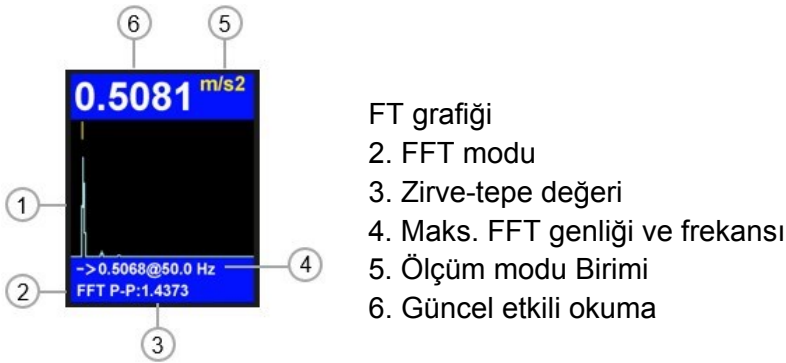 6
5
0.5081 m/s2
1
->0.5068@50.0 Hz
4
2
FFT P-P:1.4373
3
FT grafiği
2. FFT modu
3. Zirve-tepe değeri
4. Maks. FFT genliği ve frekansı
5. Ölçüm modu Birimi
6. Güncel etkili okuma